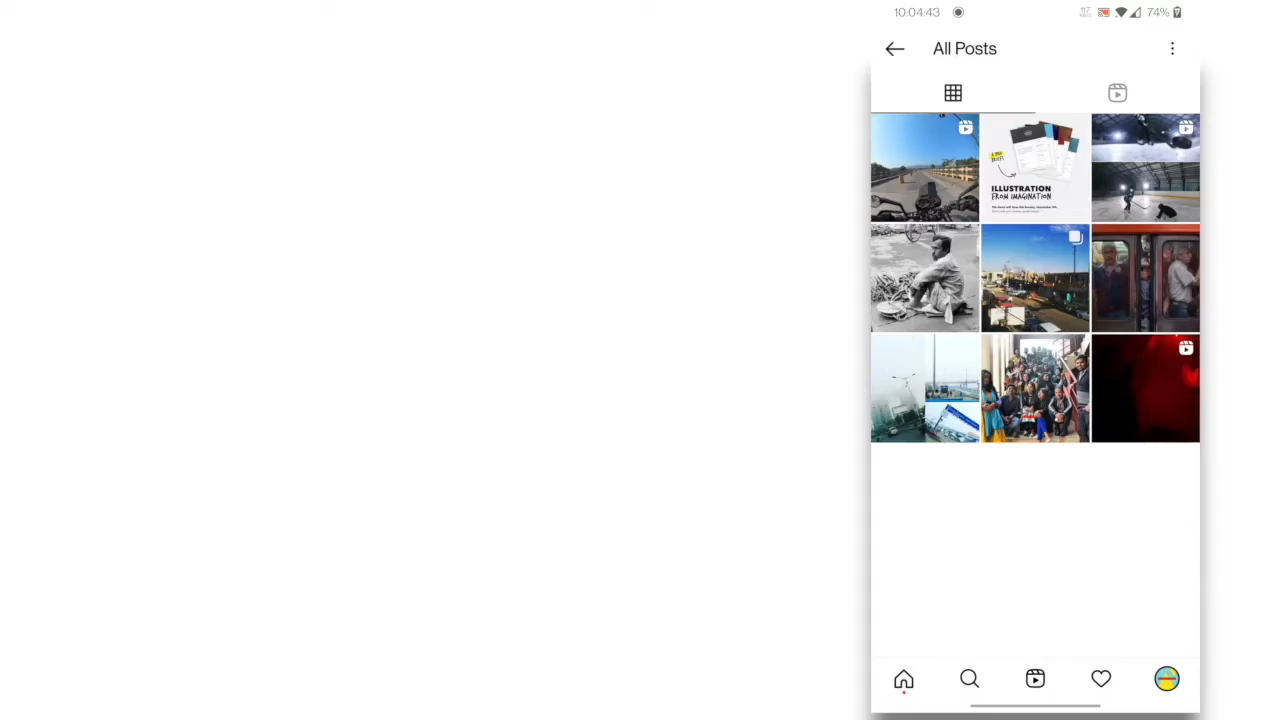 10:04:43
74%
All Posts
ILLUSTRATION
FROM IMAGINATION